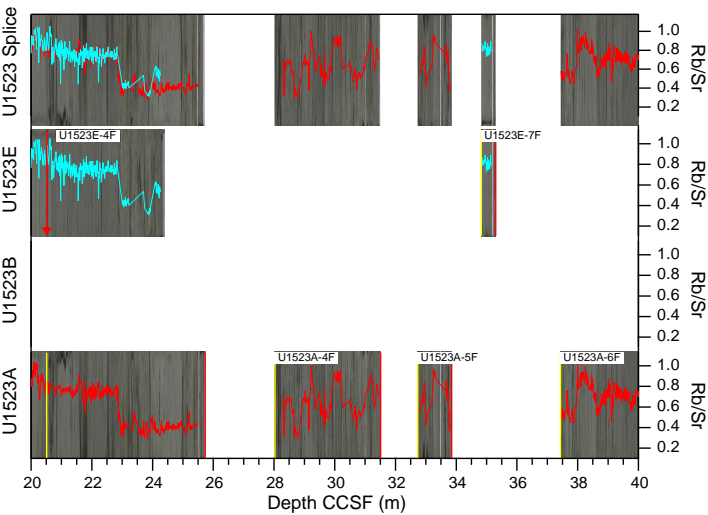 U1523 Splice
1.0
0.8
0.6
0.4
0.2
Rb/Sr
U1523E
U1523E-4F
U1523E-7F
1.0
0.8
0.6
0.4
0.2
Rb/Sr
U1523B
1.0
0.8
0.6
0.4
0.2
Rb/Sr
U1523A
U1523A-4F
U1523A-5F
U1523A-6F
1.0
0.8
0.6
0.4
0.2
Rb/Sr
20 22 24 26 28 30 32 34 36 38 40
Depth CCSF (m)